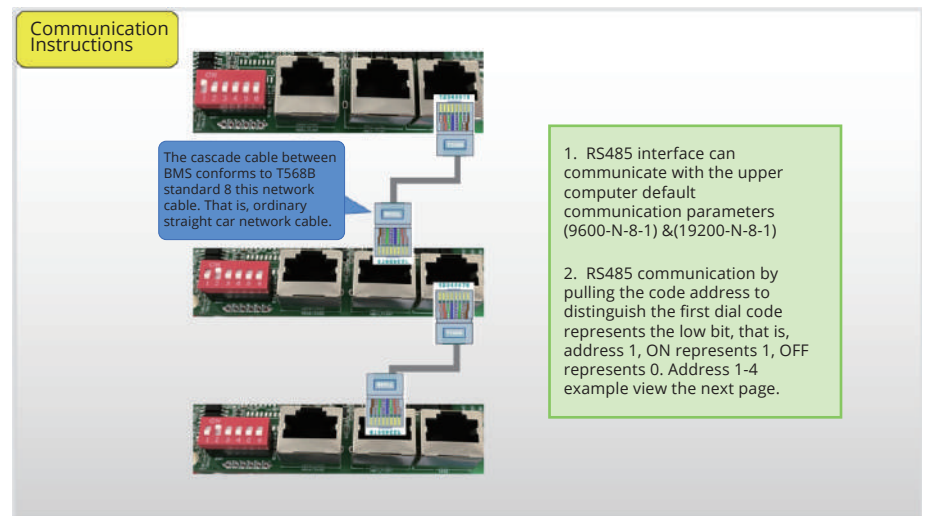 Communication
Instructions
The cascade cable between
BMS conforms to T568B
standard 8 this network
cable. That is, ordinary
straight car network cable.
1. RS485 interface can
communicate with the upper
computer default
communication parameters
(9600-N-8-1) &(19200-N-8-1)
2. RS485 communication by
pulling the code address to
distinguish the first dial code
represents the low bit, that is,
address 1, ON represents 1, OFF
represents 0. Address 1-4
example view the next page.